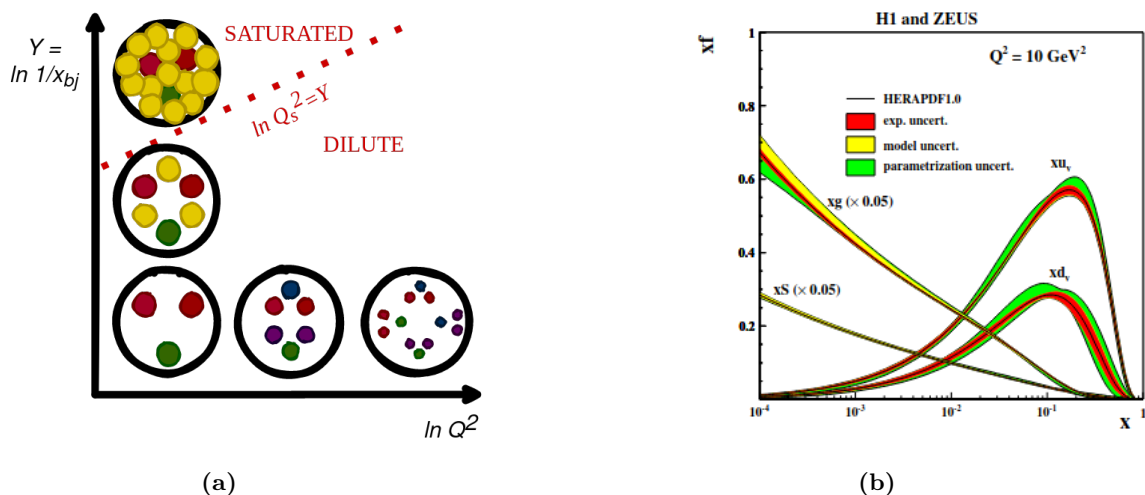 Y =
ln 1/x_bj
SATURATED
ln Q_s^2=Y
DILUTE
ln Q^2
(a)
H1 and ZEUS
xf
1
0.8
0.6
0.4
0.2
Q^2 = 10 GeV^2
HERAPDF1.0
exp. uncert.
model uncert.
parametrization uncert.
xu_v
xg (× 0.05)
xd_v
xS (× 0.05)
10^-4
10^-3
10^-2
10^-1
1
x
(b)